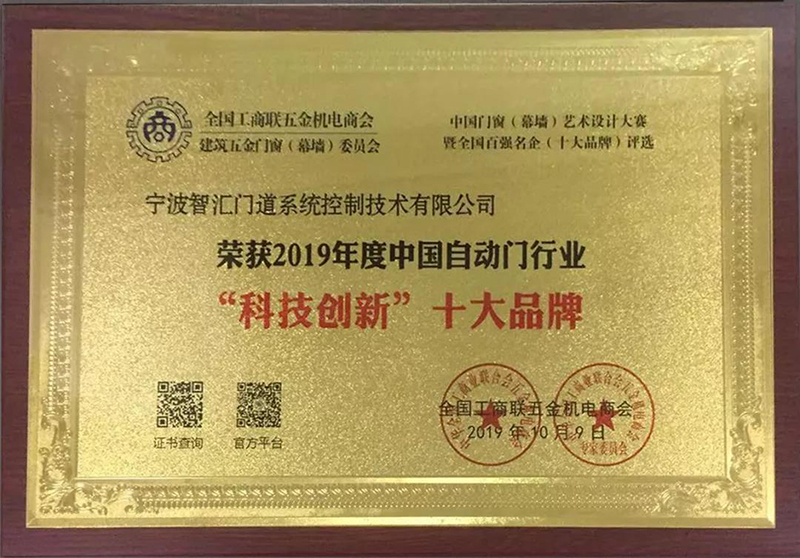 全国工商联五金机电商会
建筑五金门窗（幕墙）委员会
中国门窗（幕墙）艺术设计大赛
暨全国百强名企（十大品牌）评选
宁波智汇门道系统控制技术有限公司
荣获2019年度中国自动门行业
“科技创新”十大品牌
证书查询
官方平台
全国工商联五金机电商会
2019年10月9日
专家委员会